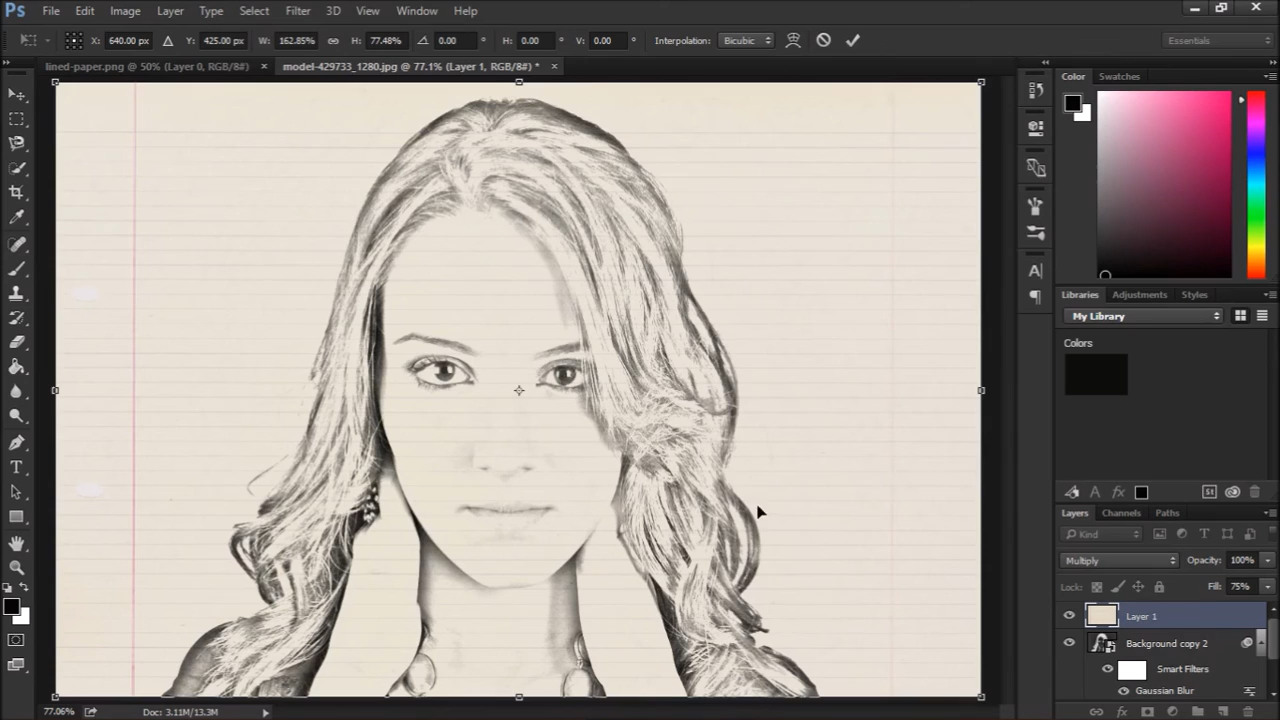 Ps File Edit Image Layer Type Select Filter 3D View Window Help
X: 640.00 px Y: 425.00 px W: 162.85% H: 77.48% 0.00 ° H: 0.00 ° V: 0.00 ° Interpolation: Bicubic Essentials
lined-paper.png @ 50% (Layer 0, RGB/8#) × model-429733_1280.jpg @ 77.1% (Layer 1, RGB/8#) * ×
Color Swatches
Libraries Adjustments Styles
My Library
Colors
Layers Channels Paths
Kind
Multiply Opacity: 100%
Lock: Fill: 75%
Layer 1
Background copy 2
Smart Filters
Gaussian Blur
77.06% Doc: 3.11M/13.3M